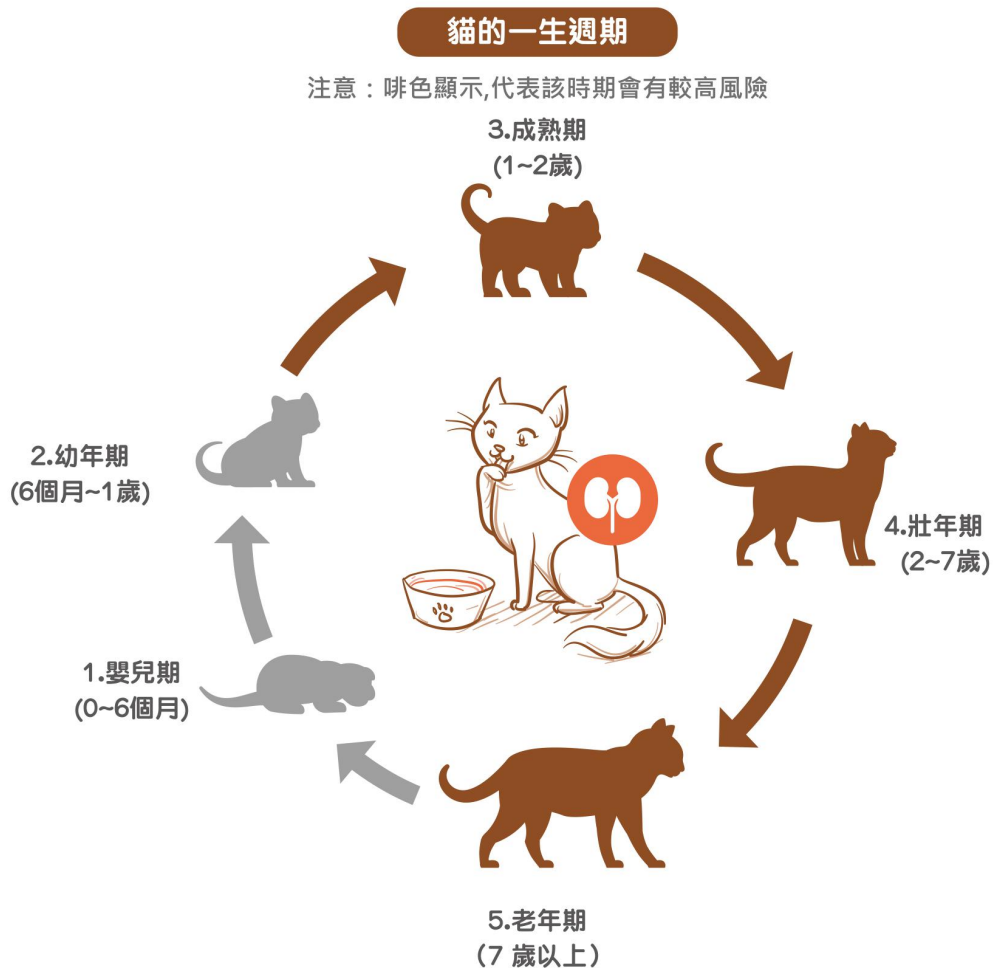 貓的一生週期
注意：啡色顯示,代表該時期會有較高風險
3.成熟期
(1~2歲)
2.幼年期
(6個月~1歲)
4.壯年期
(2~7歲)
1.嬰兒期
(0~6個月)
5.老年期
(7 歲以上)